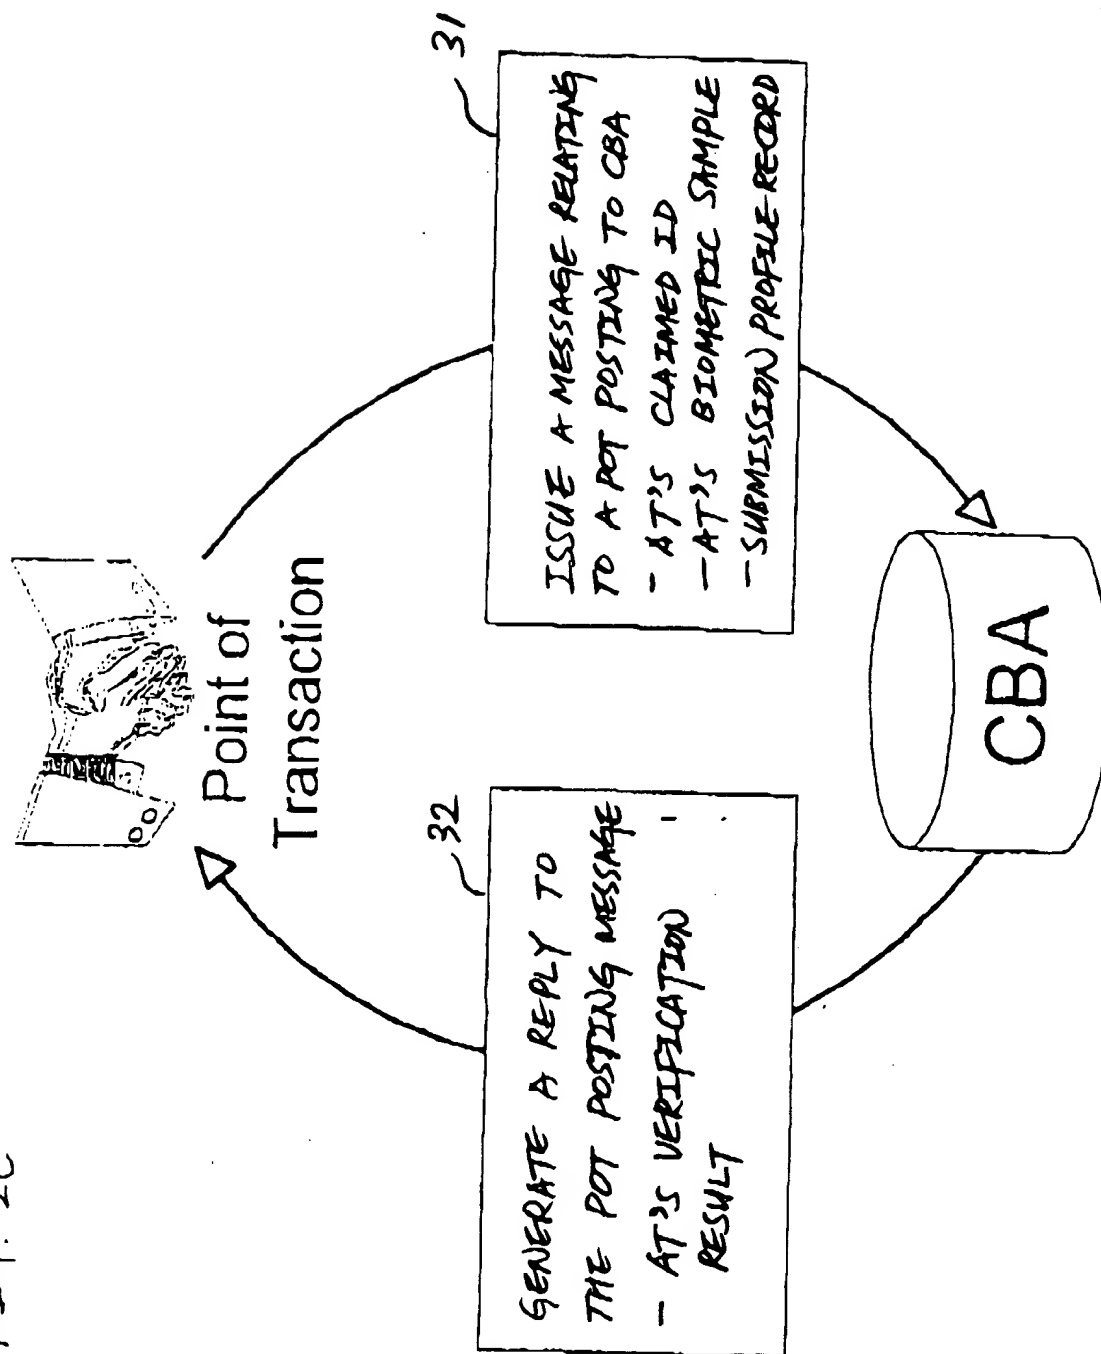 Point of
Transaction
31
ISSUE A MESSAGE RELATING
TO A POT POSTING TO CBA
- AT'S CLAIMED ID
- AT'S BIOMETRIC SAMPLE
- SUBMISSION PROFILE RECORD
CBA
32
GENERATE A REPLY TO
THE POT POSTING MESSAGE
- AT'S VERIFICATION
RESULT